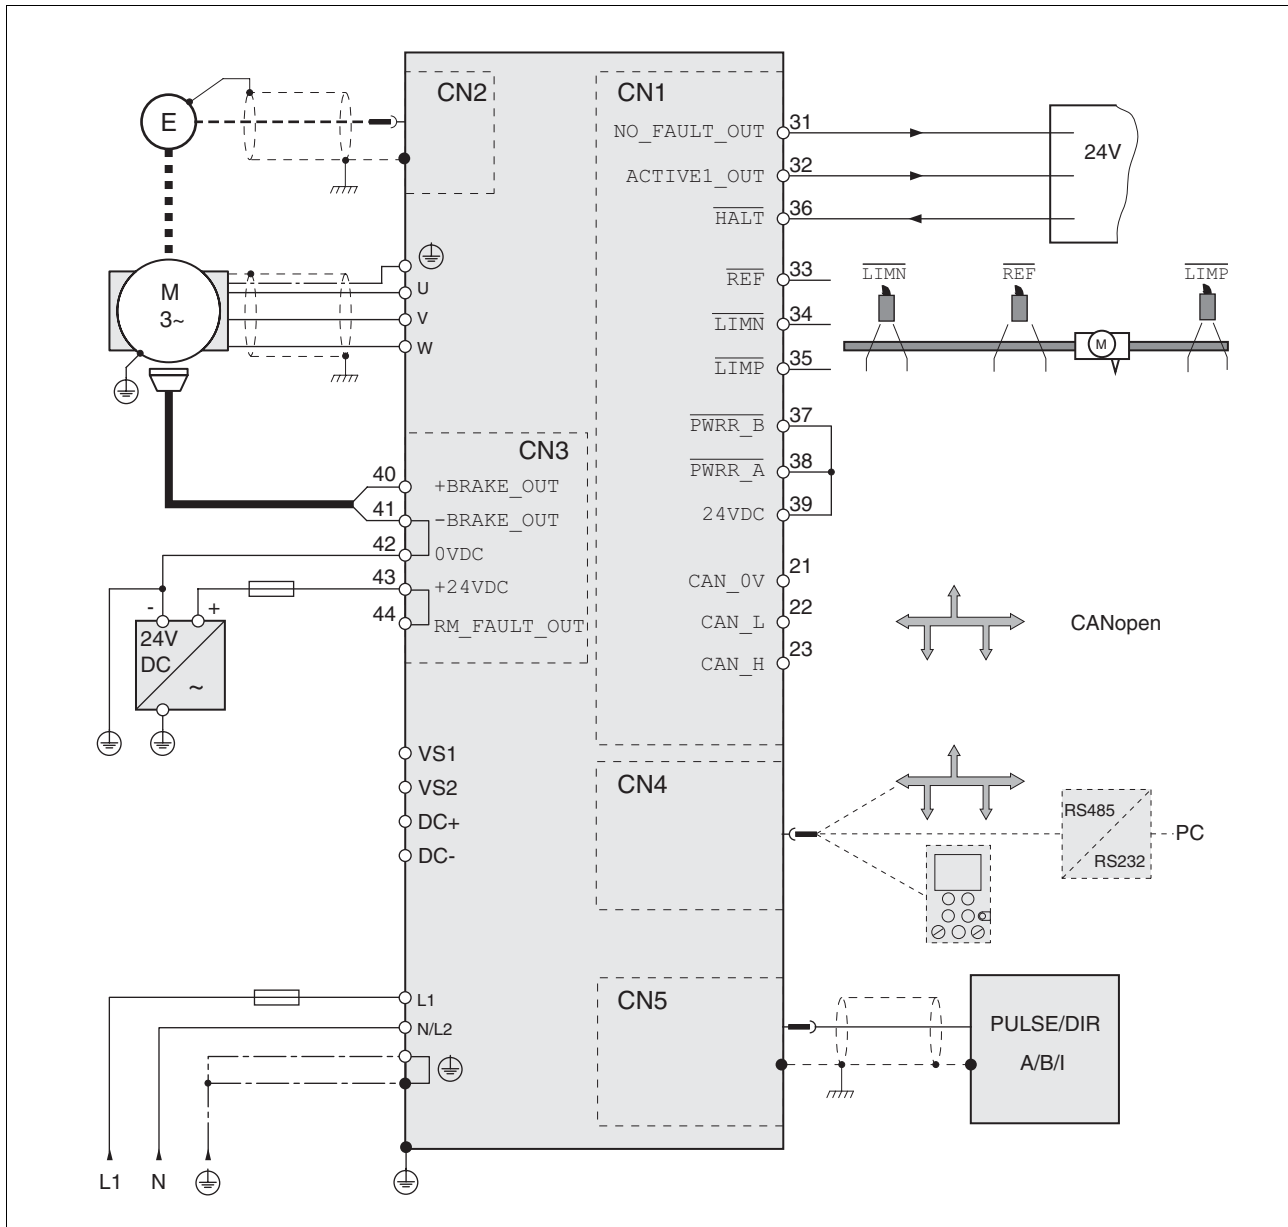 E
CN2
CN1
NO_FAULT_OUT 31
ACTIVE1_OUT 32
HALT 36
24V
REF 33
LIMN 34
LIMP 35
LIMN REF LIMP
M
M
3~
U
V
W
PWRR_B 37
PWRR_A 38
24VDC 39
CN3
40 +BRAKE_OUT
41 -BRAKE_OUT
42 0VDC
43 +24VDC
44 RM_FAULT_OUT
- +
24V
DC
~
CAN_0V 21
CAN_L 22
CAN_H 23
CANopen
VS1
VS2
DC+
DC-
CN4
RS485
RS232
PC
L1
N/L2
CN5
PULSE/DIR
A/B/I
L1 N